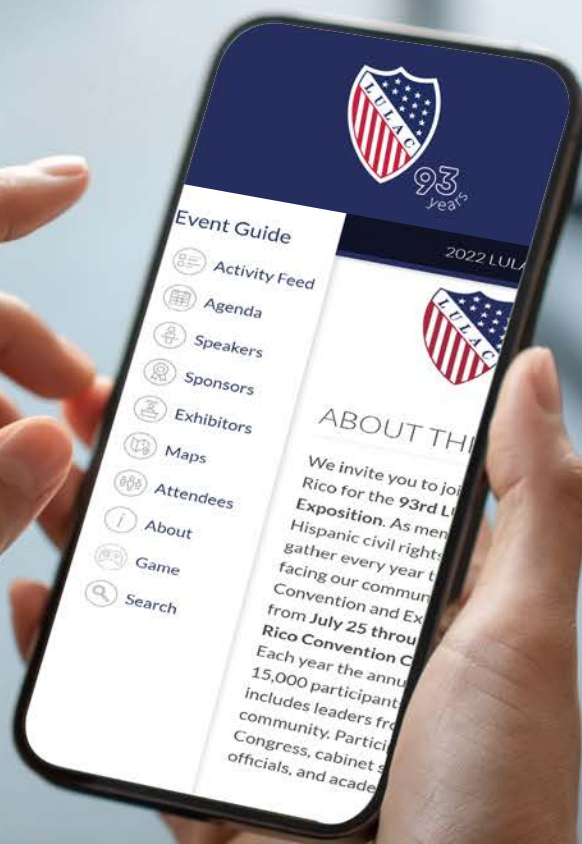 LULAC
93
years
Event Guide
Activity Feed
Agenda
Speakers
Sponsors
Exhibitors
Maps
Attendees
About
Game
Search
2022 LULA
LULAC
ABOUT THI
We invite you to joi
Rico for the 93rd L
Exposition. As mem
Hispanic civil rights
gather every year t
facing our commun
Convention and Ex
from July 25 throu
Rico Convention C
Each year the annu
15,000 participant
includes leaders fro
community. Partici
Congress, cabinet s
officials, and acade